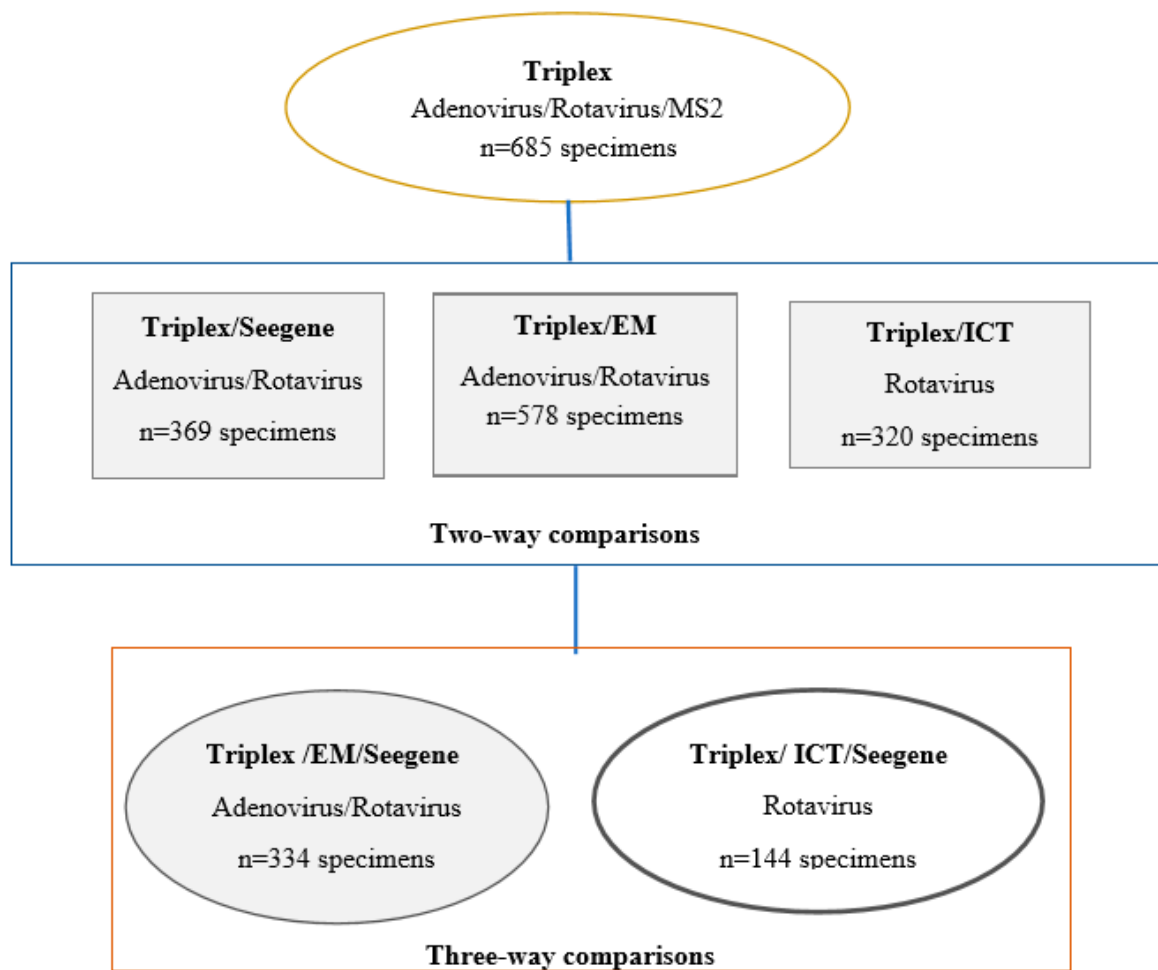 Triplex
Adenovirus/Rotavirus/MS2
n=685 specimens
Triplex/Seegene
Adenovirus/Rotavirus
n=369 specimens
Triplex/EM
Adenovirus/Rotavirus
n=578 specimens
Triplex/ICT
Rotavirus
n=320 specimens
Two-way comparisons
Triplex /EM/Seegene
Adenovirus/Rotavirus
n=334 specimens
Triplex/ ICT/Seegene
Rotavirus
n=144 specimens
Three-way comparisons